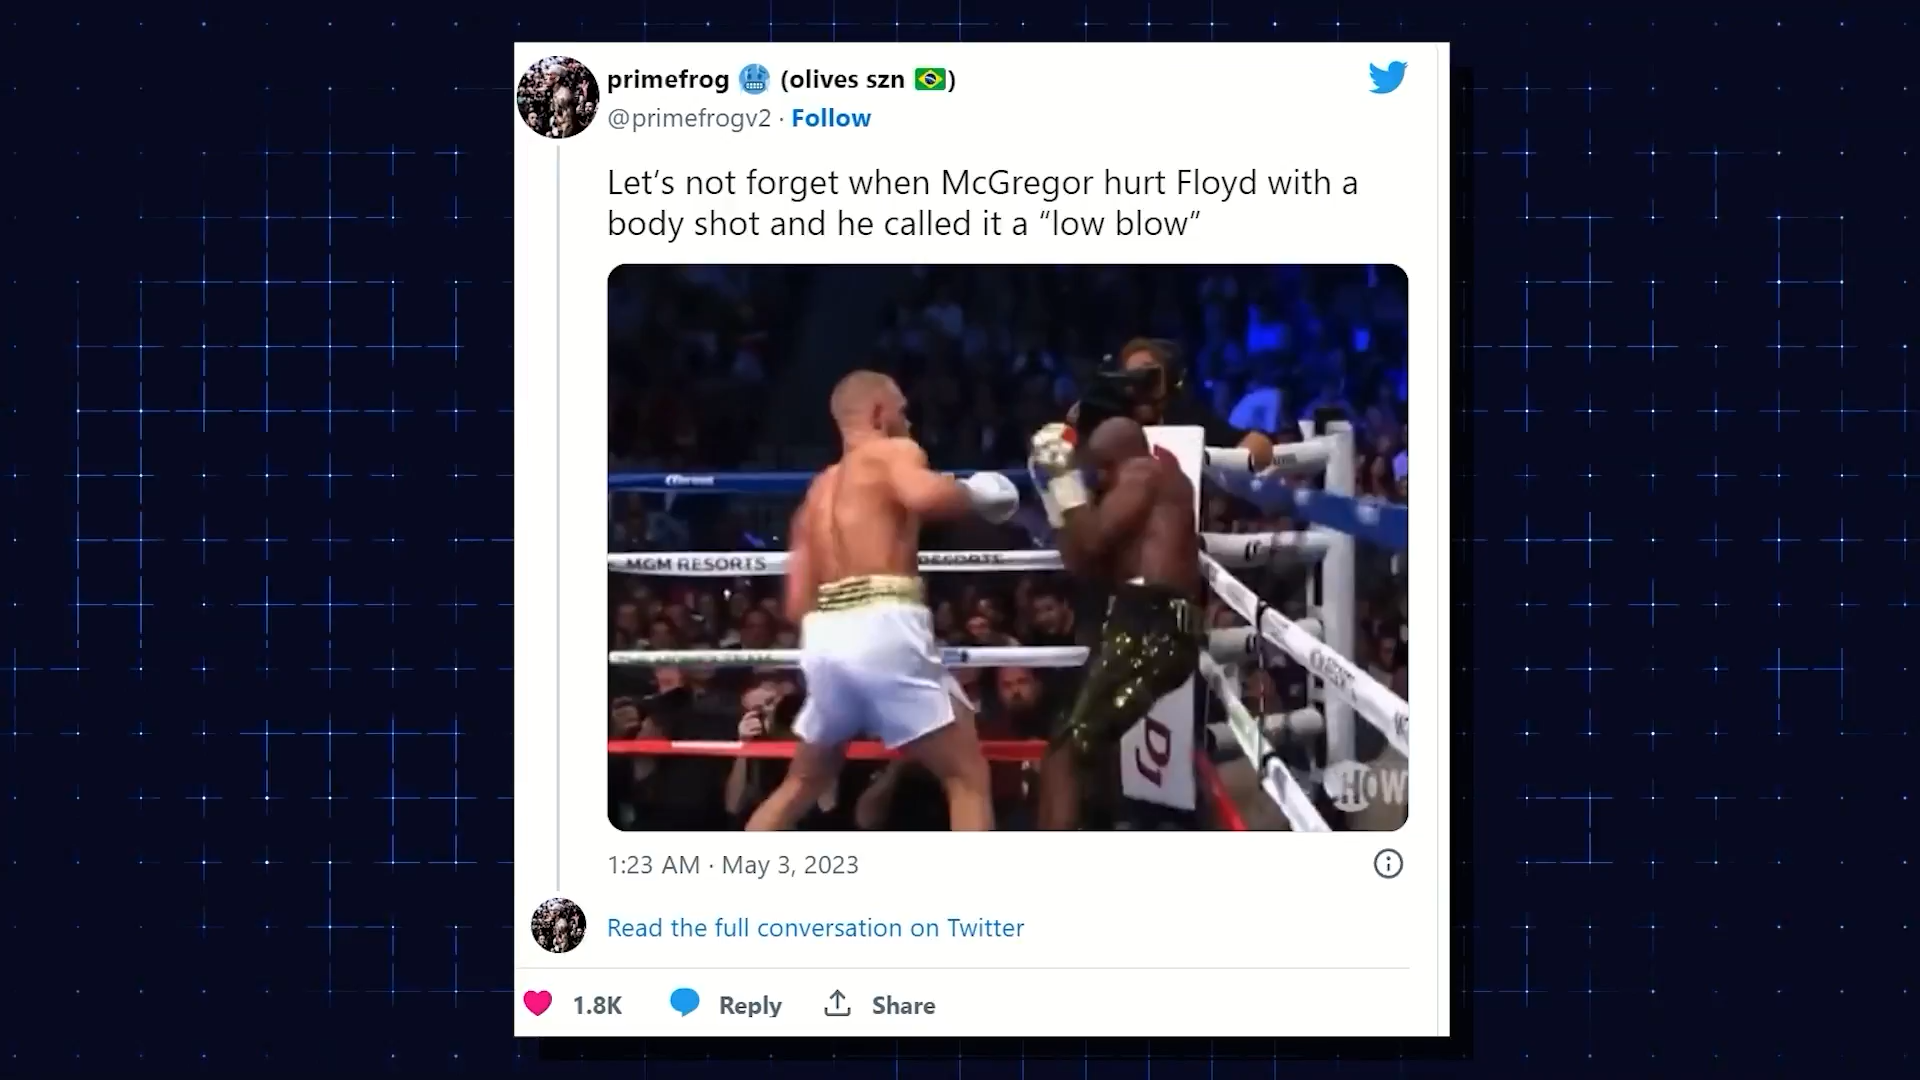 primefrog 🥶 (olives szn 🇧🇷)
@primefrogv2 · Follow
Let’s not forget when McGregor hurt Floyd with a
body shot and he called it a “low blow”
MGM RESORTS
RESORTS
SHOW
1:23 AM · May 3, 2023
Read the full conversation on Twitter
1.8K Reply Share